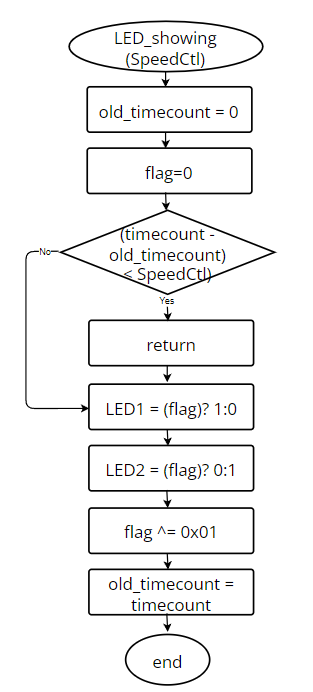 LED_showing
(SpeedCtl)
old_timecount = 0
flag=0
(timecount -
old_timecount)
< SpeedCtl)
No
Yes
return
LED1 = (flag)? 1:0
LED2 = (flag)? 0:1
flag ^= 0x01
old_timecount =
timecount
end